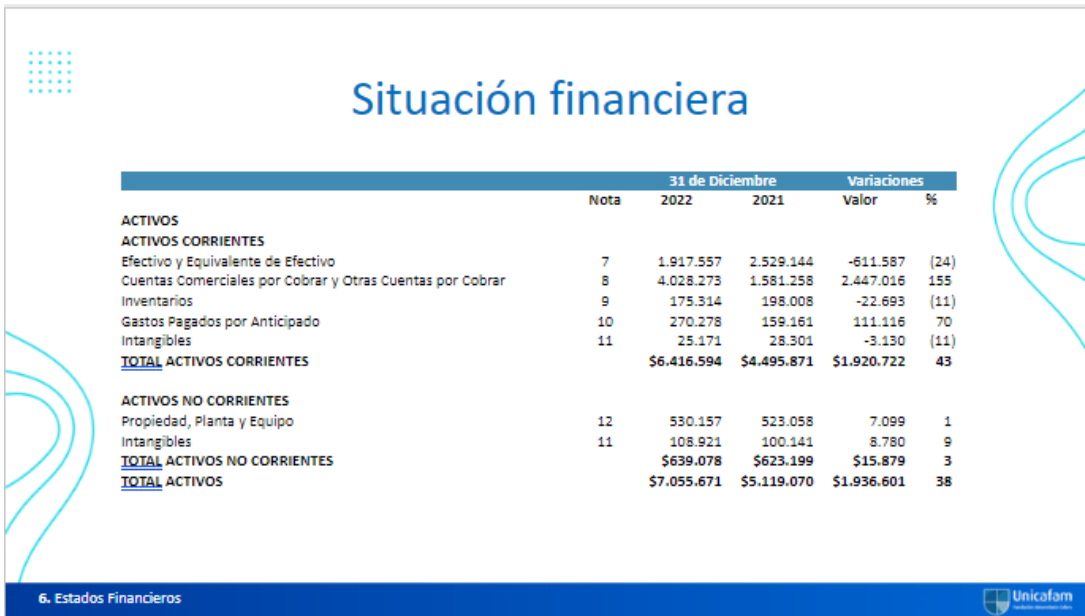 Situación financiera
31 de Diciembre Variaciones
Nota 2022 2021 Valor %
ACTIVOS
ACTIVOS CORRIENTES
Efectivo y Equivalente de Efectivo 7 1.917.557 2.529.144 -611.587 (24)
Cuentas Comerciales por Cobrar y Otras Cuentas por Cobrar 8 4.028.273 1.581.258 2.447.016 155
Inventarios 9 175.314 198.008 -22.693 (11)
Gastos Pagados por Anticipado 10 270.278 159.161 111.116 70
Intangibles 11 25.171 28.301 -3.130 (11)
TOTAL ACTIVOS CORRIENTES $6.416.594 $4.495.871 $1.920.722 43
ACTIVOS NO CORRIENTES
Propiedad, Planta y Equipo 12 530.157 523.058 7.099 1
Intangibles 11 108.921 100.141 8.780 9
TOTAL ACTIVOS NO CORRIENTES $639.078 $623.199 $15.879 3
TOTAL ACTIVOS $7.055.671 $5.119.070 $1.936.601 38
6. Estados Financieros
Unicafam